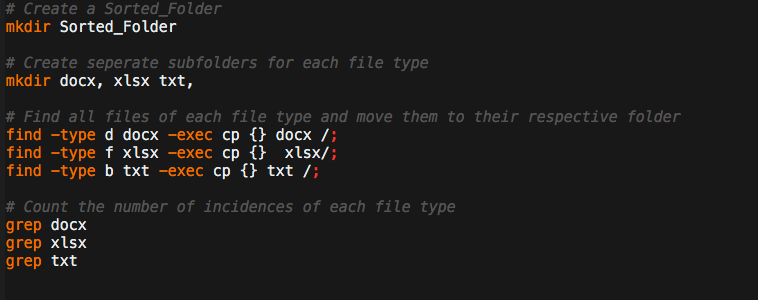 # Create a Sorted_Folder
mkdir Sorted_Folder
# Create seperate subfolders for each file type
mkdir docx, xlsx txt,
# Find all files of each file type and move them to their respective folder
find -type d docx -exec cp {} docx /;
find -type f xlsx -exec cp {}  xlsx/;
find -type b txt -exec cp {} txt /;
# Count the number of incidences of each file type
grep docx
grep xlsx
grep txt